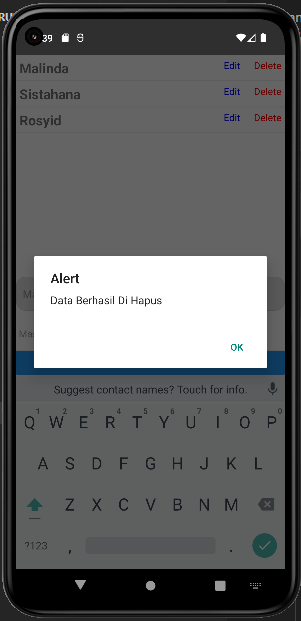 39
Malinda Edit Delete
Sistahana Edit Delete
Rosyid Edit Delete
Alert
Data Berhasil Di Hapus
OK
Suggest contact names? Touch for info.
1 2 3 4 5 6 7 8 9 0
Q W E R T Y U I O P
A S D F G H J K L
Z X C V B N M
?123 , .